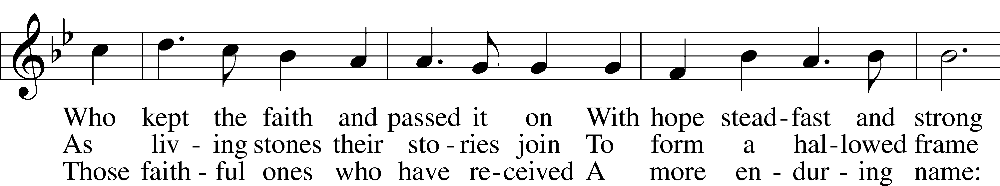 Who kept the faith and passed it on With hope stead-fast and strong
As liv - ing stones their sto - ries join To form a hal-lowed frame
Those faith - ful ones who have re-ceived A more en - dur - ing name: